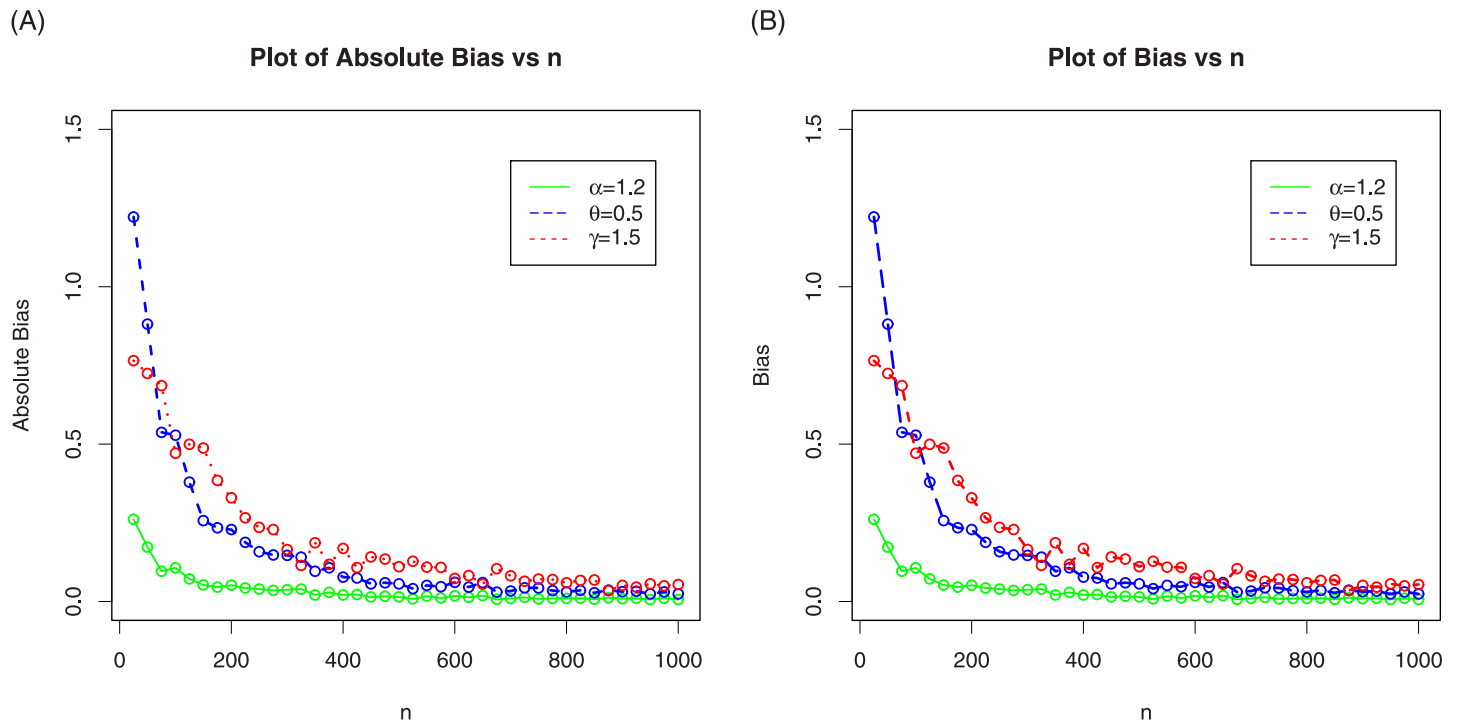 (A)
Plot of Absolute Bias vs n
Absolute Bias
1.5
1.0
0.5
0.0
α=1.2
θ=0.5
γ=1.5
0 200 400 600 800 1000
n
(B)
Plot of Bias vs n
Bias
1.5
1.0
0.5
0.0
α=1.2
θ=0.5
γ=1.5
0 200 400 600 800 1000
n